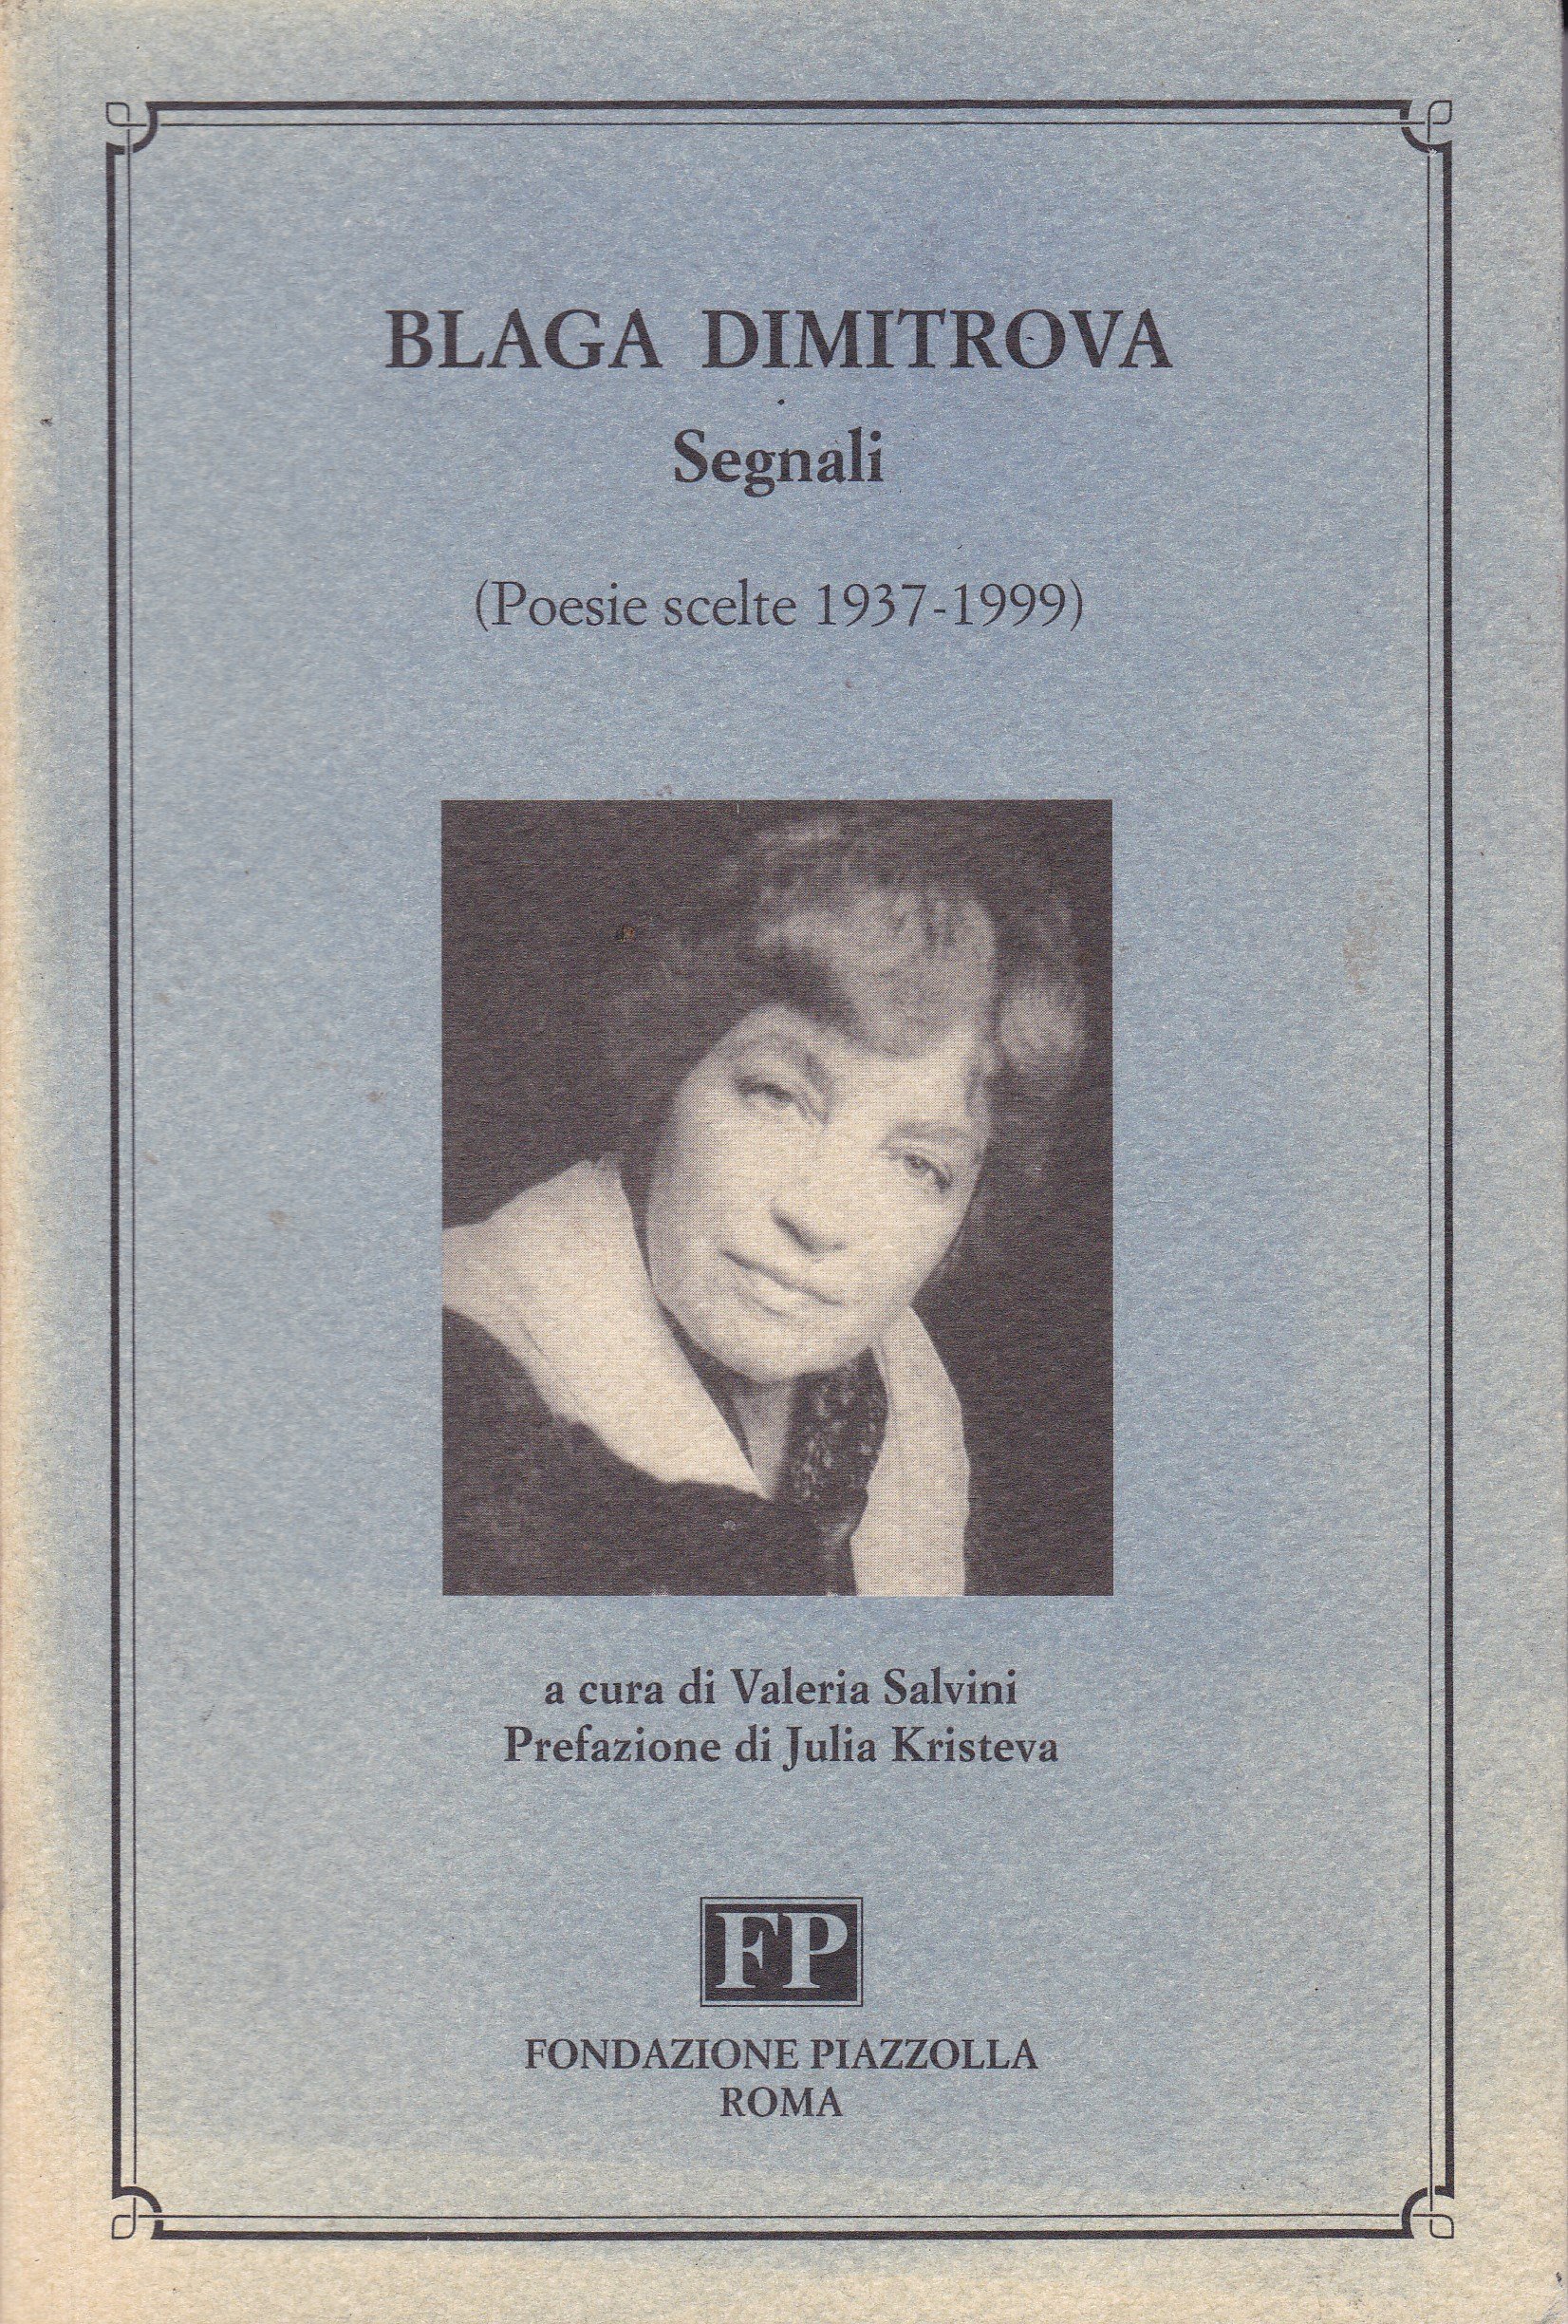 BLAGA DIMITROVA
Segnali
(Poesie scelte 1937-1999)
a cura di Valeria Salvini
Prefazione di Julia Kristeva
FP
FONDAZIONE PIAZZOLLA
ROMA